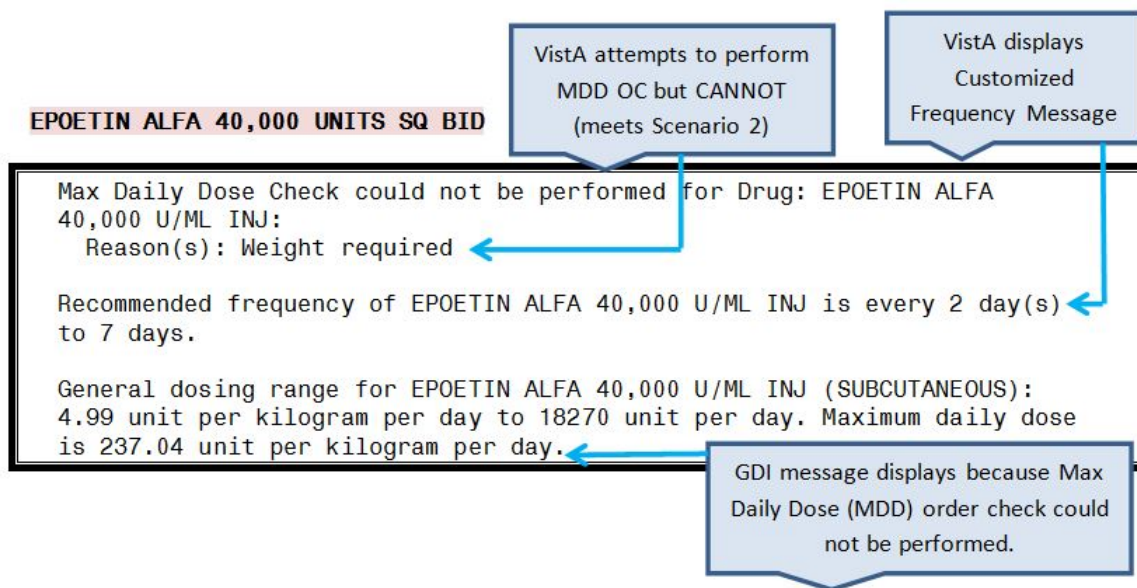 VistA attempts to perform
MDD OC but CANNOT
(meets Scenario 2)
VistA displays
Customized
Frequency Message
EPOETIN ALFA 40,000 UNITS SQ BID
Max Daily Dose Check could not be performed for Drug: EPOETIN ALFA
40,000 U/ML INJ:
Reason(s): Weight required
Recommended frequency of EPOETIN ALFA 40,000 U/ML INJ is every 2 day(s)
to 7 days.
General dosing range for EPOETIN ALFA 40,000 U/ML INJ (SUBCUTANEOUS):
4.99 unit per kilogram per day to 18270 unit per day. Maximum daily dose
is 237.04 unit per kilogram per day.
GDI message displays because Max
Daily Dose (MDD) order check could
not be performed.